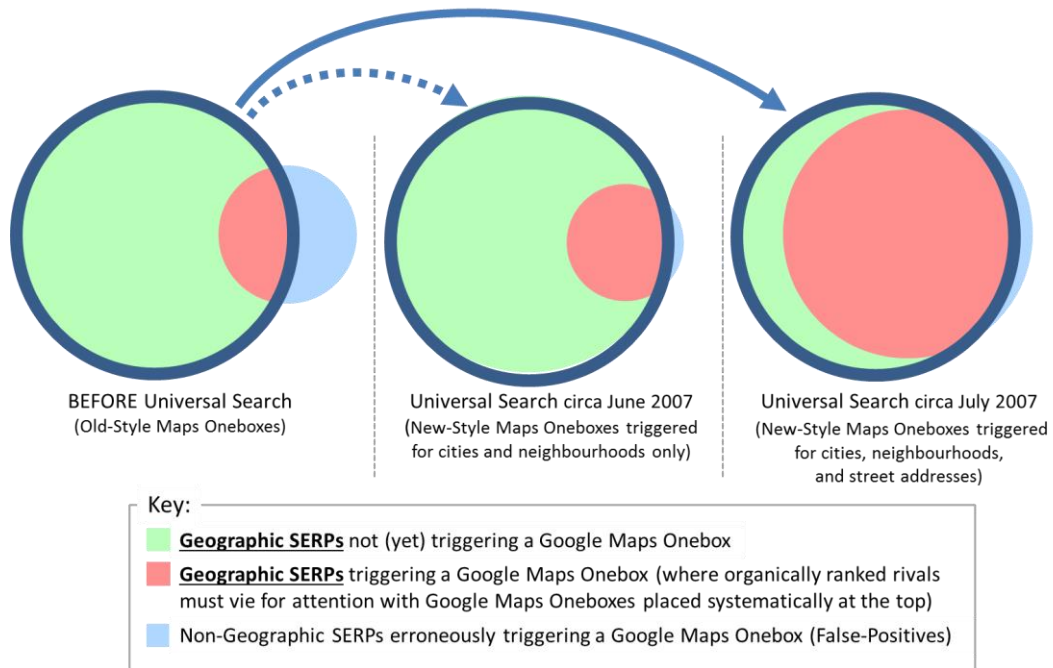 BEFORE Universal Search
(Old-Style Maps Oneboxes)
Universal Search circa June 2007
(New-Style Maps Oneboxes triggered
for cities and neighbourhoods only)
Universal Search circa July 2007
(New-Style Maps Oneboxes triggered
for cities, neighbourhoods,
and street addresses)
Key:
Geographic SERPs not (yet) triggering a Google Maps Onebox
Geographic SERPs triggering a Google Maps Onebox (where organically ranked rivals
must vie for attention with Google Maps Oneboxes placed systematically at the top)
Non-Geographic SERPs erroneously triggering a Google Maps Onebox (False-Positives)